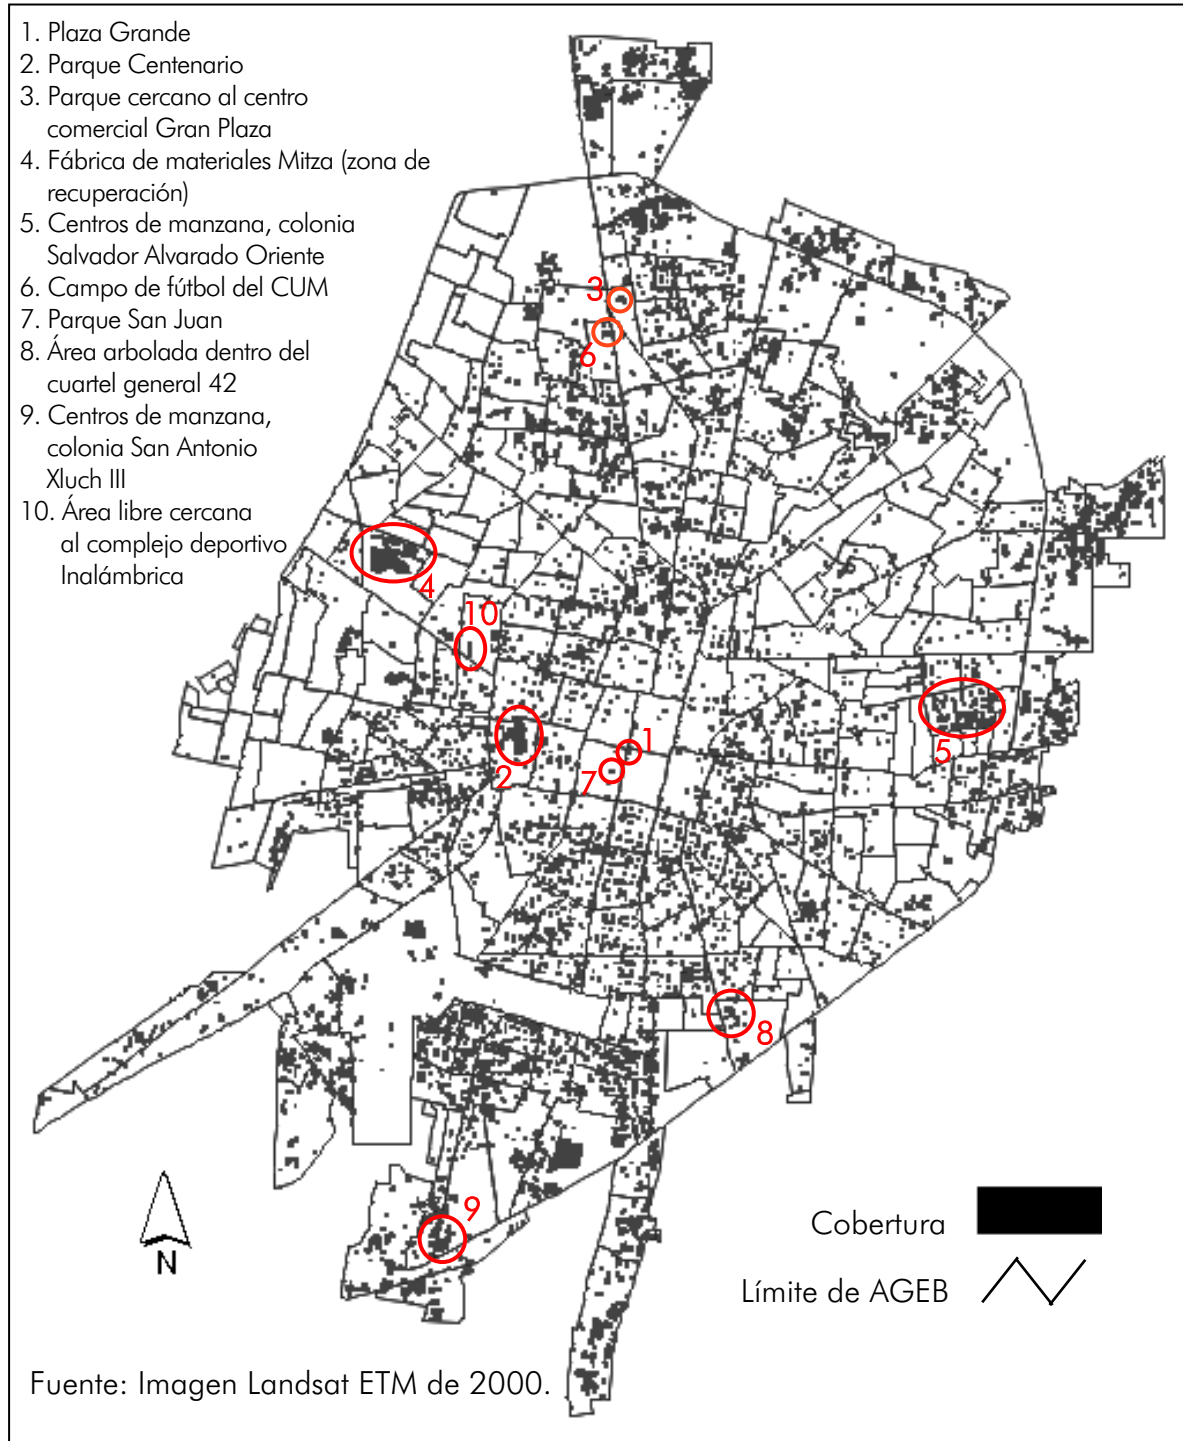 1. Plaza Grande
2. Parque Centenario
3. Parque cercano al centro
comercial Gran Plaza
4. Fábrica de materiales Mitza (zona de
recuperación)
5. Centros de manzana, colonia
Salvador Alvarado Oriente
6. Campo de fútbol del CUM
7. Parque San Juan
8. Área arbolada dentro del
cuartel general 42
9. Centros de manzana,
colonia San Antonio
Xluch III
10. Área libre cercana
al complejo deportivo
Inalámbrica
3
6
4
10
1
2
7
5
8
9
N
Cobertura
Límite de AGEB
Fuente: Imagen Landsat ETM de 2000.